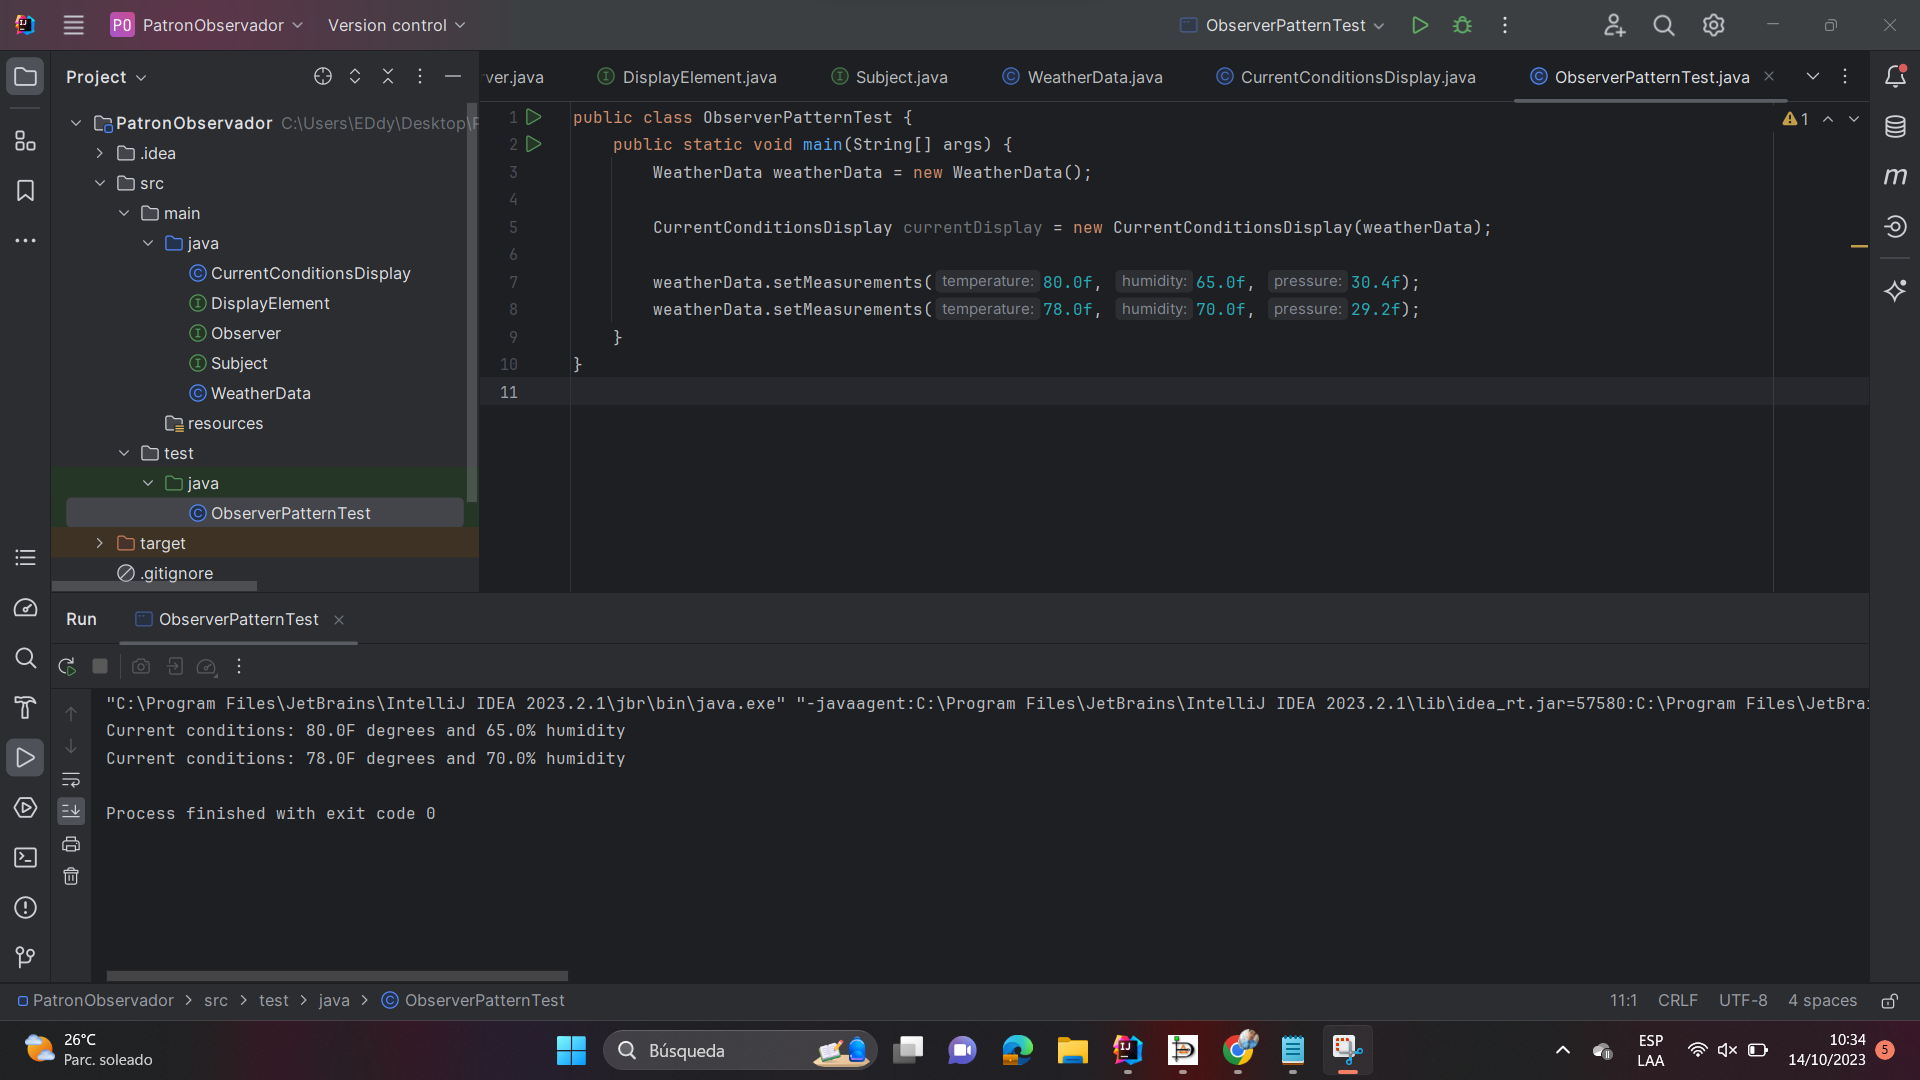 PO PatronObservador Version control ObserverPatternTest
Project
ver.java DisplayElement.java Subject.java WeatherData.java CurrentConditionsDisplay.java ObserverPatternTest.java
PatronObservador C:\Users\EDdy\Desktop\
.idea
src
main
java
CurrentConditionsDisplay
DisplayElement
Observer
Subject
WeatherData
resources
test
java
ObserverPatternTest
target
.gitignore
1 public class ObserverPatternTest {
2 public static void main(String[] args) {
3 WeatherData weatherData = new WeatherData();
4
5 CurrentConditionsDisplay currentDisplay = new CurrentConditionsDisplay(weatherData);
6
7 weatherData.setMeasurements( temperature: 80.0f, humidity: 65.0f, pressure: 30.4f);
8 weatherData.setMeasurements( temperature: 78.0f, humidity: 70.0f, pressure: 29.2f);
9 }
10 }
11
1
m
Run ObserverPatternTest
"C:\Program Files\JetBrains\IntelliJ IDEA 2023.2.1\jbr\bin\java.exe" "-javaagent:C:\Program Files\JetBrains\IntelliJ IDEA 2023.2.1\lib\idea_rt.jar=57580:C:\Program Files\JetBrai
Current conditions: 80.0F degrees and 65.0% humidity
Current conditions: 78.0F degrees and 70.0% humidity
Process finished with exit code 0
PatronObservador > src > test > java > ObserverPatternTest
11:1 CRLF UTF-8 4 spaces
26°C
Parc. soleado
Búsqueda
ESP
LAA
10:34
14/10/2023
5